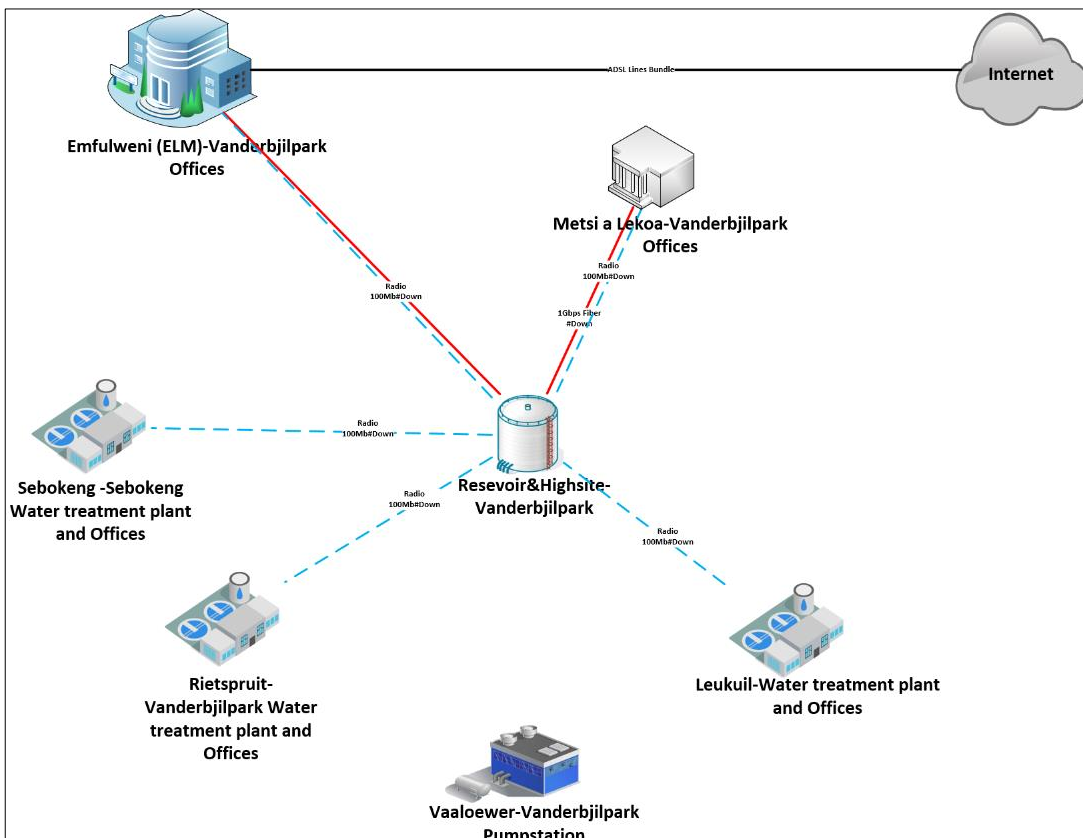 ADSL Lines Bundle
Internet
Emfulweni (ELM)-Vanderbjilpark
Offices
Metsi a Lekoa-Vanderbjilpark
Offices
Radio
100Mb#Down
Radio
100Mb#Down
1Gbps Fiber
#Down
Radio
100Mb#Down
Sebokeng -Sebokeng
Water treatment plant
and Offices
Resevoir&Highsite-
Vanderbjilpark
Radio
100Mb#Down
Radio
100Mb#Down
Rietspruit-
Vanderbjilpark Water
treatment plant and
Offices
Leukuil-Water treatment plant
and Offices
Vaaloewer-Vanderbjilpark
Pumpstation